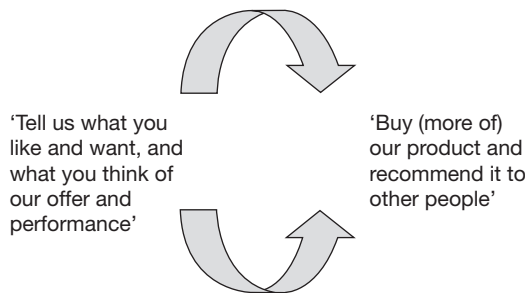 ‘Tell us what you
like and want, and
what you think of
our offer and
performance’
‘Buy (more of)
our product and
recommend it to
other people’